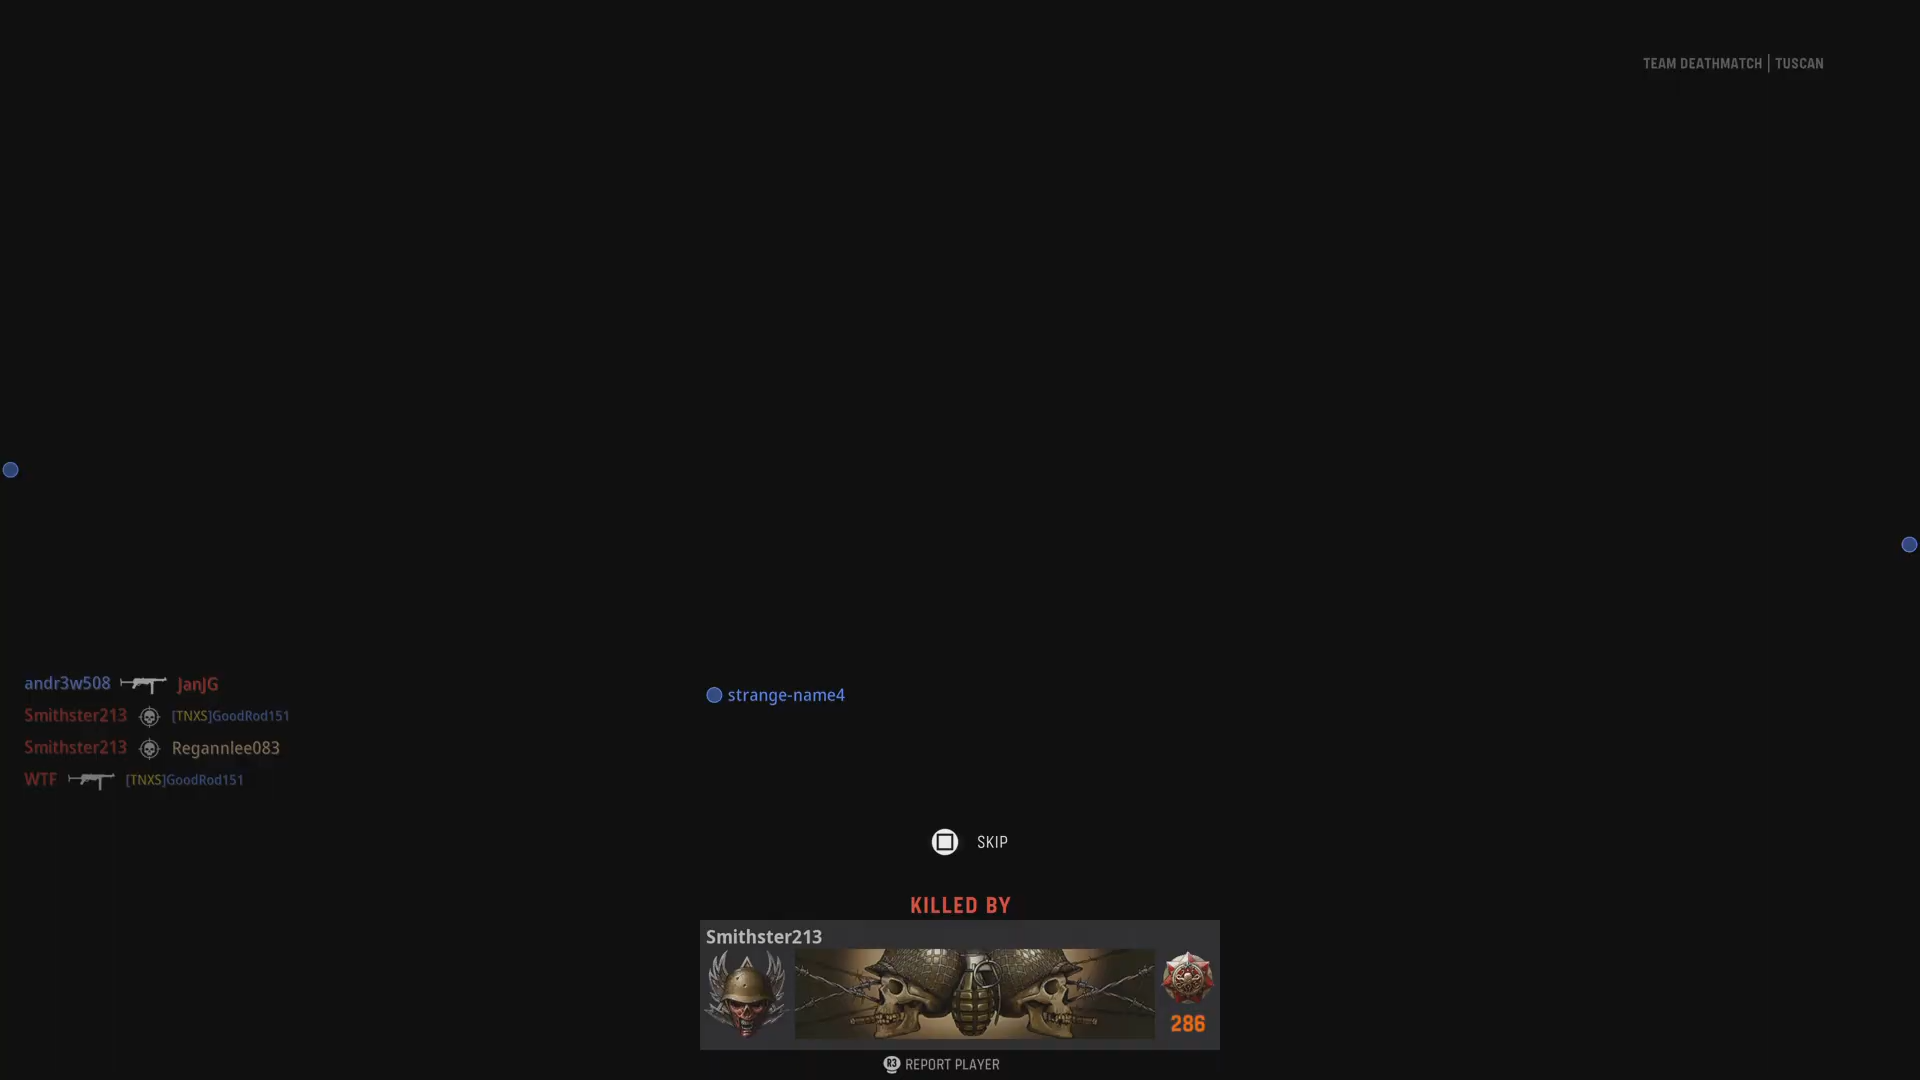 TEAM DEATHMATCH | TUSCAN
andr3w508 JanJG
Smithster213 [TNXS]GoodRod151
Smithster213 Regannlee083
WTF [TNXS]GoodRod151
strange-name4
SKIP
KILLED BY
Smithster213
286
R3 REPORT PLAYER